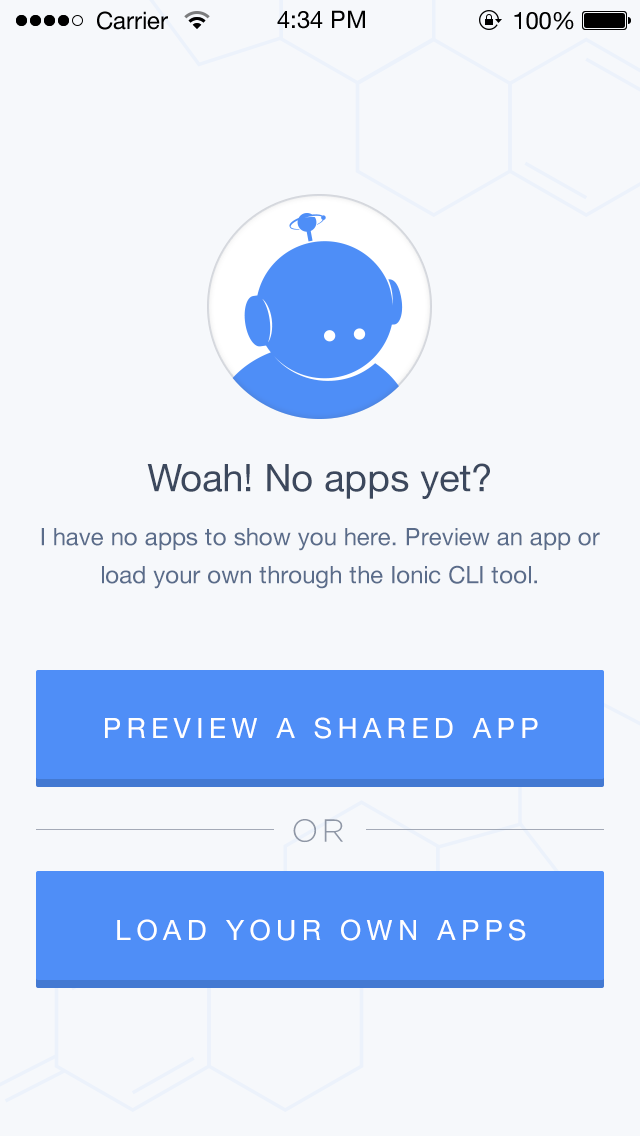 Carrier 4:34 PM 100%
Woah! No apps yet?
I have no apps to show you here. Preview an app or
load your own through the Ionic CLI tool.
PREVIEW A SHARED APP
OR
LOAD YOUR OWN APPS